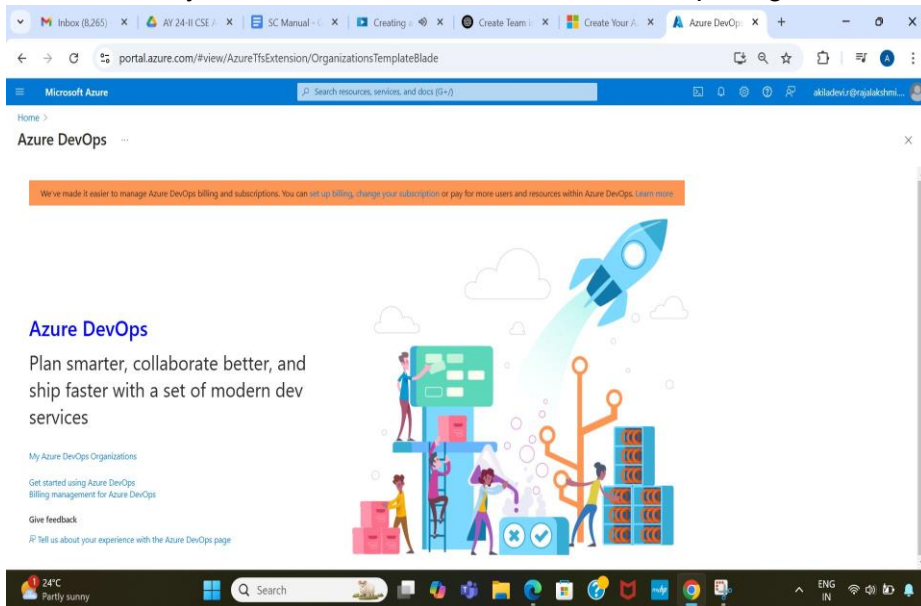 Inbox (8,265)
AY 24-II CSE A
SC Manual - G
Creating a
Create Team in
Create Your A
Azure DevOps
portal.azure.com/#view/AzureTfsExtension/OrganizationsTemplateBlade
A
Microsoft Azure
Search resources, services, and docs (G+/)
akiladevi.r@rajalakshmi....
Home >
Azure DevOps ...
We've made it easier to manage Azure DevOps billing and subscriptions. You can set up billing, change your subscription or pay for more users and resources within Azure DevOps. Learn more
Azure DevOps
Plan smarter, collaborate better, and
ship faster with a set of modern dev
services
My Azure DevOps Organizations
Get started using Azure DevOps
Billing management for Azure DevOps
Give feedback
Tell us about your experience with the Azure DevOps page
1
24°C
Partly sunny
Search
ENG
IN